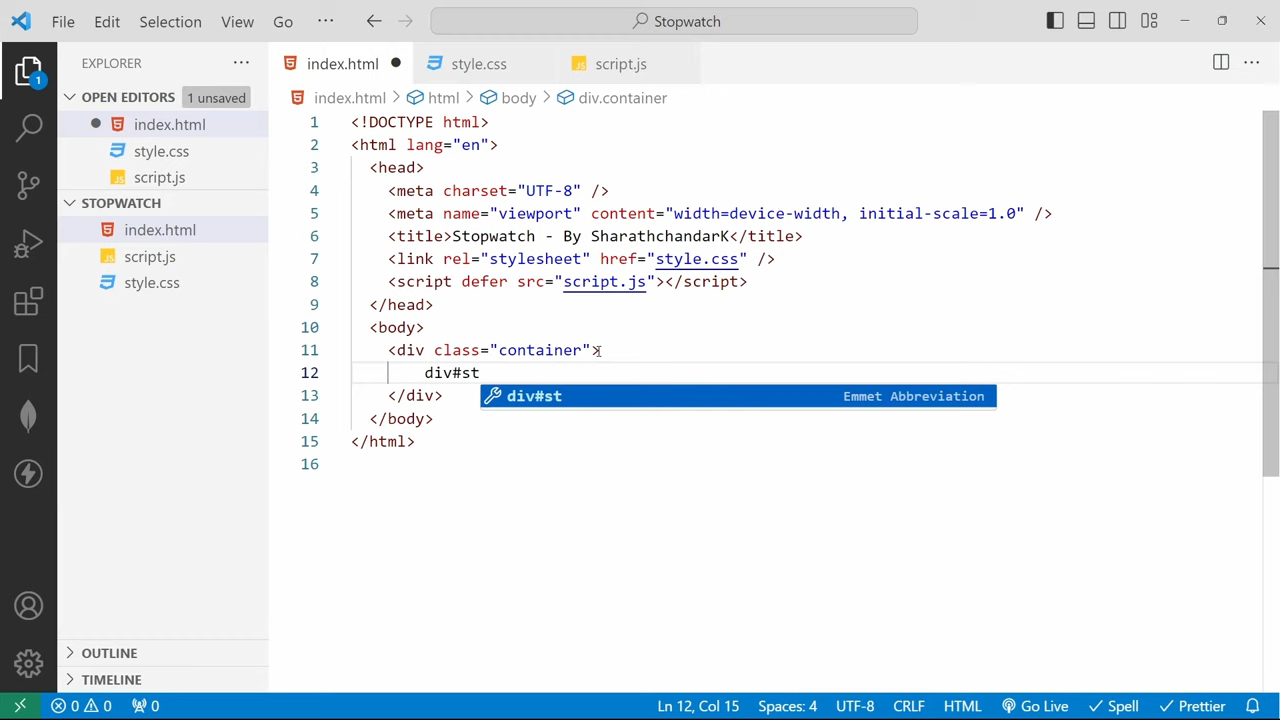 File Edit Selection View Go ··· Stopwatch
EXPLORER ···
OPEN EDITORS 1 unsaved
index.html
style.css
script.js
STOPWATCH
index.html
script.js
style.css
OUTLINE
TIMELINE
1
index.html style.css script.js
index.html > html > body > div.container
1 <!DOCTYPE html>
2 <html lang="en">
3 <head>
4 <meta charset="UTF-8" />
5 <meta name="viewport" content="width=device-width, initial-scale=1.0" />
6 <title>Stopwatch - By SharathchandarK</title>
7 <link rel="stylesheet" href="style.css" />
8 <script defer src="script.js"></script>
9 </head>
10 <body>
11 <div class="container">
12 div#st
div#st Emmet Abbreviation
13 </div>
14 </body>
15 </html>
16
0 0 0 Ln 12, Col 15 Spaces: 4 UTF-8 CRLF HTML Go Live Spell Prettier